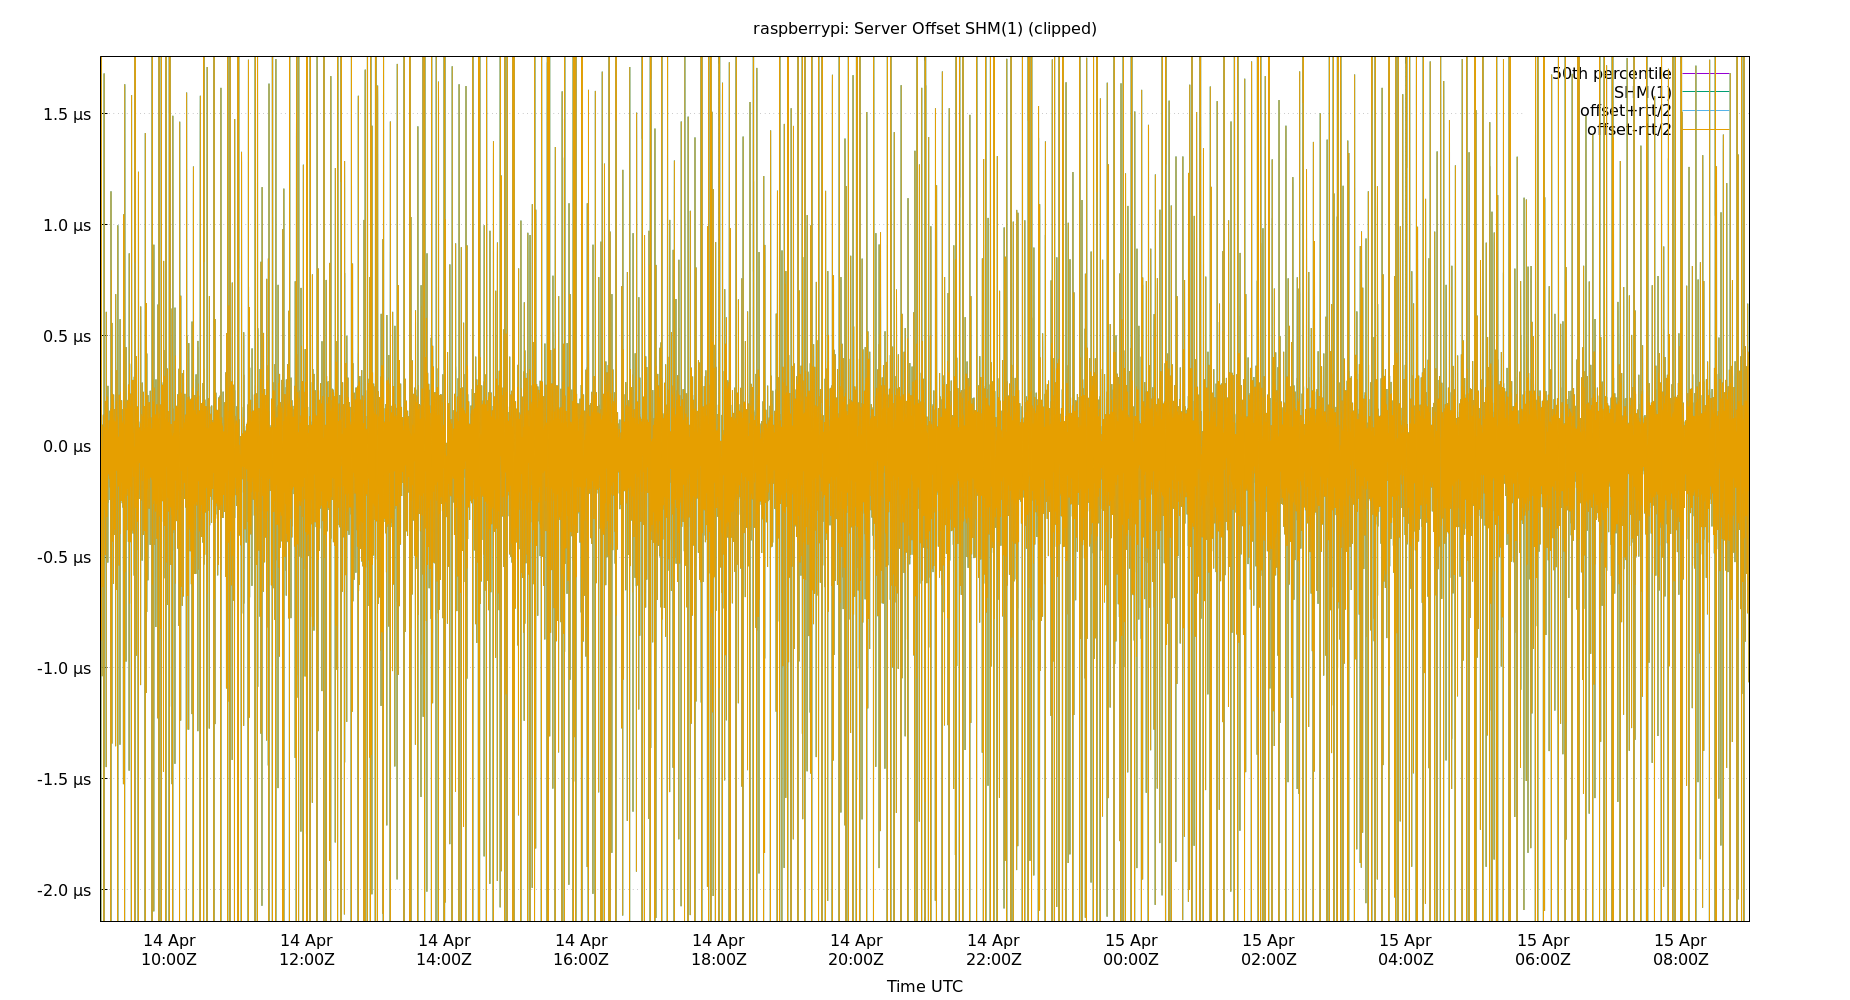 raspberrypi: Server Offset SHM(1) (clipped)
50th percentile
SHM(1)
offset+rtt/2
offset-rtt/2
1.5 µs
1.0 µs
0.5 µs
0.0 µs
-0.5 µs
-1.0 µs
-1.5 µs
-2.0 µs
14 Apr 14 Apr 14 Apr 14 Apr 14 Apr 14 Apr 14 Apr 15 Apr 15 Apr 15 Apr 15 Apr 15 Apr
10:00Z 12:00Z 14:00Z 16:00Z 18:00Z 20:00Z 22:00Z 00:00Z 02:00Z 04:00Z 06:00Z 08:00Z
Time UTC